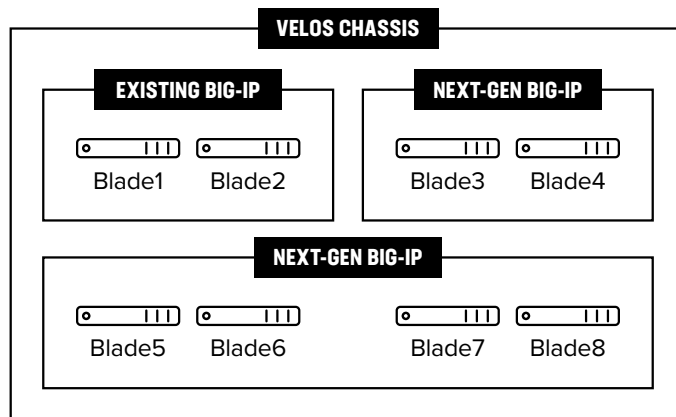 VELOS CHASSIS
EXISTING BIG-IP
Blade1 Blade2
NEXT-GEN BIG-IP
Blade3 Blade4
NEXT-GEN BIG-IP
Blade5 Blade6 Blade7 Blade8